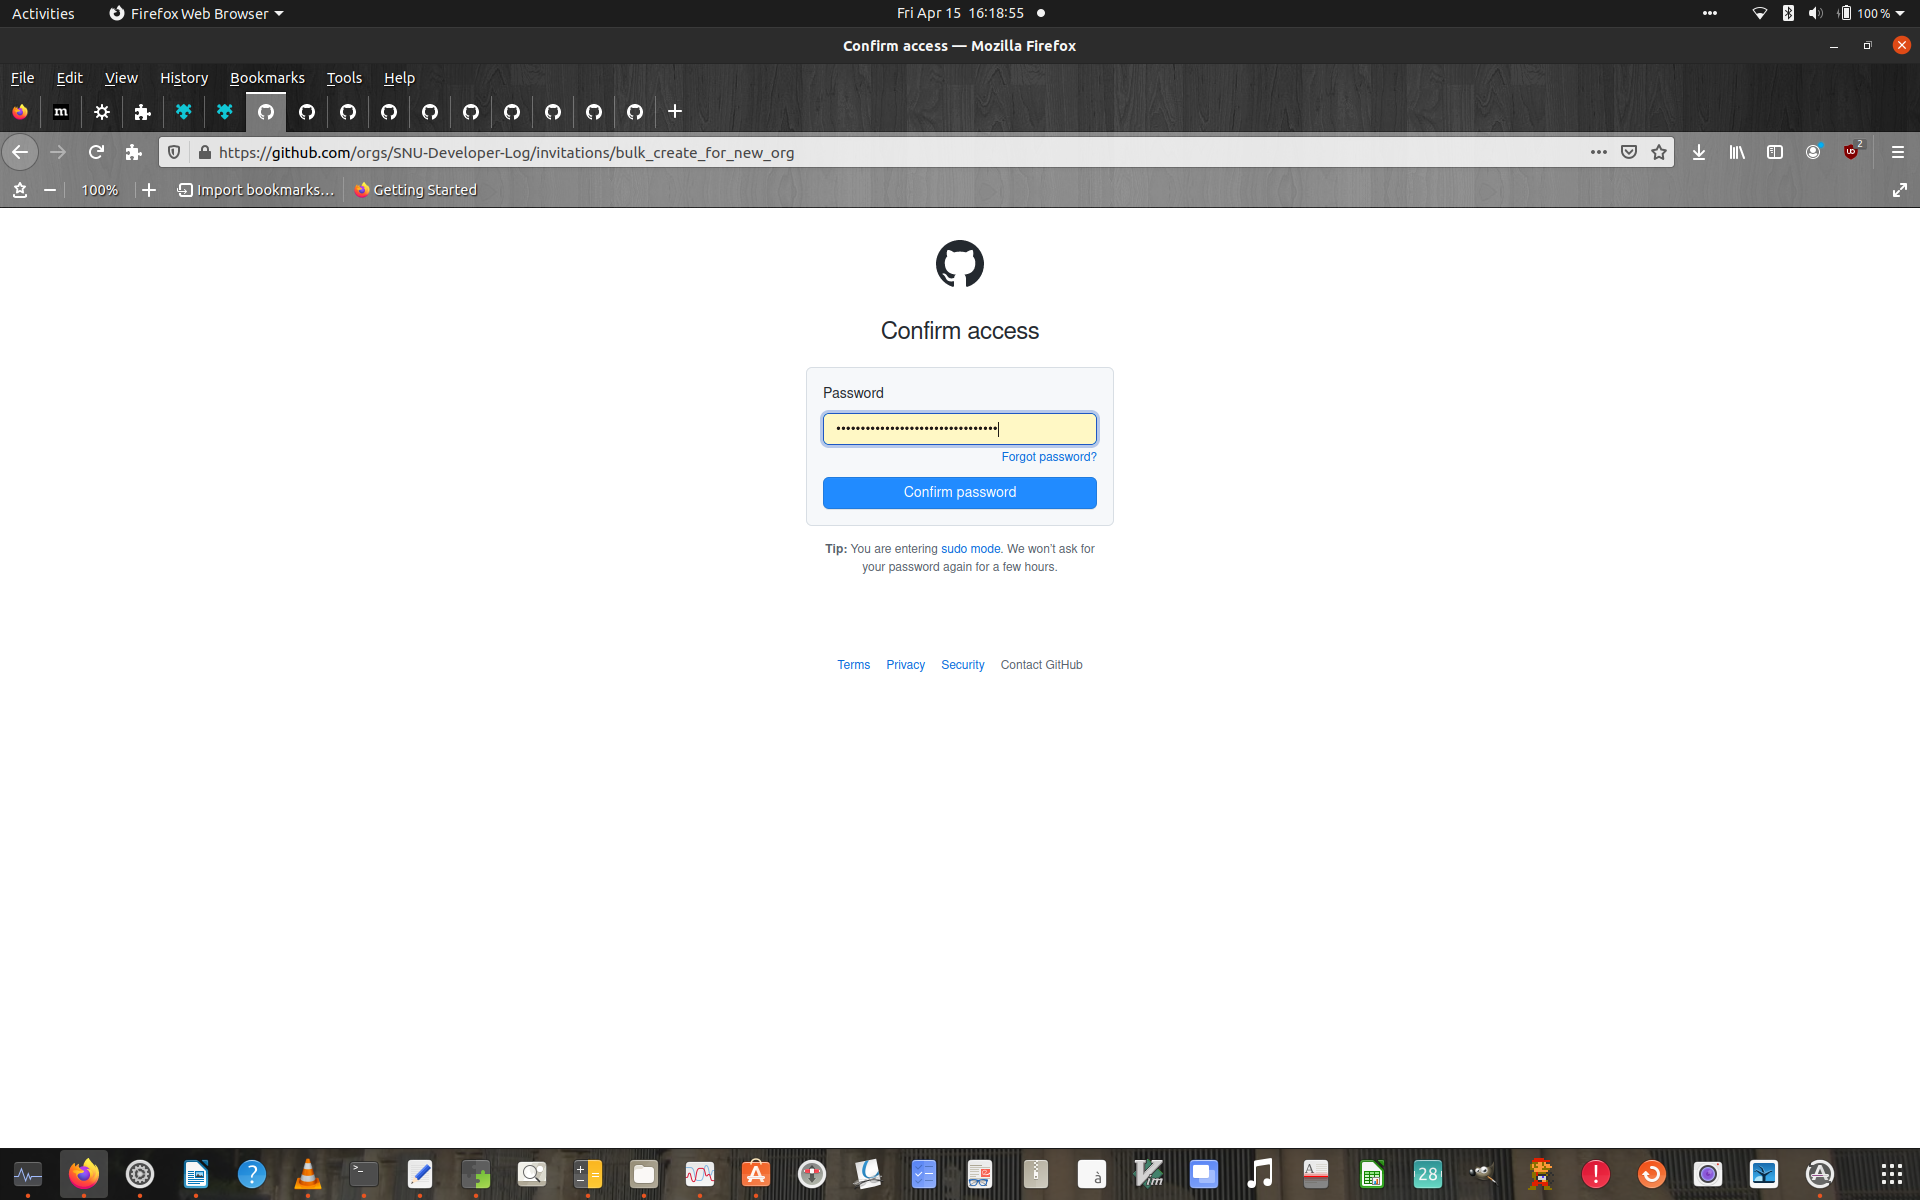 Activities
Firefox Web Browser
Fri Apr 15 16:18:55
100 %
Confirm access — Mozilla Firefox
File Edit View History Bookmarks Tools Help
m
https://github.com/orgs/SNU-Developer-Log/invitations/bulk_create_for_new_org
2
100%
Import bookmarks...
Getting Started
Confirm access
Password
••••••••••••••••••••••••••••••••••
Forgot password?
Confirm password
Tip: You are entering sudo mode. We won't ask for
your password again for a few hours.
Terms Privacy Security Contact GitHub
28